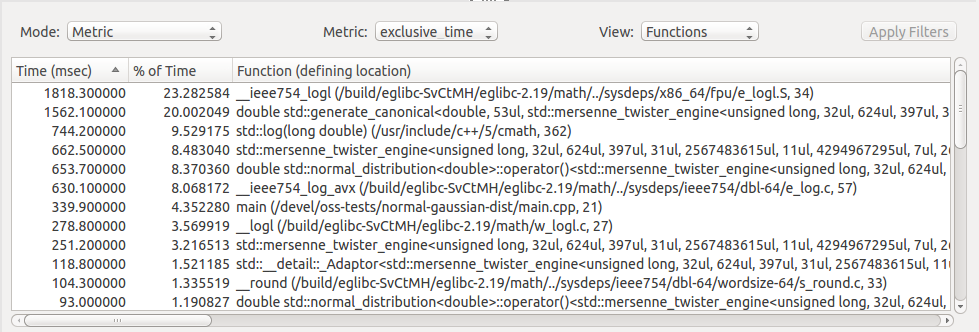 Mode: Metric Metric: exclusive_time View: Functions Apply Filters
Time (msec) % of Time Function (defining location)
1818.300000 23.282584 __ieee754_logl (/build/eglibc-SvCtMH/eglibc-2.19/math/../sysdeps/x86_64/fpu/e_logl.S, 34)
1562.100000 20.002049 double std::generate_canonical<double, 53ul, std::mersenne_twister_engine<unsigned long, 32ul, 624ul, 397ul, 3
744.200000 9.529175 std::log(long double) (/usr/include/c++/5/cmath, 362)
662.500000 8.483040 std::mersenne_twister_engine<unsigned long, 32ul, 624ul, 397ul, 31ul, 2567483615ul, 11ul, 4294967295ul, 7ul, 26
653.700000 8.370360 double std::normal_distribution<double>::operator()<std::mersenne_twister_engine<unsigned long, 32ul, 624ul,
630.100000 8.068172 __ieee754_log_avx (/build/eglibc-SvCtMH/eglibc-2.19/math/../sysdeps/ieee754/dbl-64/e_log.c, 57)
339.900000 4.352280 main (/devel/oss-tests/normal-gaussian-dist/main.cpp, 21)
278.800000 3.569919 __logl (/build/eglibc-SvCtMH/eglibc-2.19/math/w_logl.c, 27)
251.200000 3.216513 std::mersenne_twister_engine<unsigned long, 32ul, 624ul, 397ul, 31ul, 2567483615ul, 11ul, 4294967295ul, 7ul, 26
118.800000 1.521185 std::__detail::_Adaptor<std::mersenne_twister_engine<unsigned long, 32ul, 624ul, 397ul, 31ul, 2567483615ul, 11u
104.300000 1.335519 __round (/build/eglibc-SvCtMH/eglibc-2.19/math/../sysdeps/ieee754/dbl-64/wordsize-64/s_round.c, 33)
93.000000 1.190827 double std::normal_distribution<double>::operator()<std::mersenne_twister_engine<unsigned long, 32ul, 624ul,